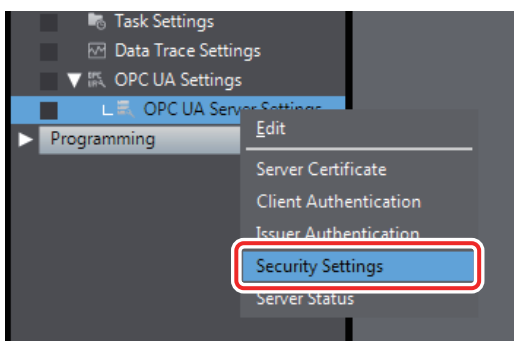 Task Settings
Data Trace Settings
OPC UA Settings
OPC UA Server Settings
Programming
Edit
Server Certificate
Client Authentication
Issuer Authentication
Security Settings
Server Status